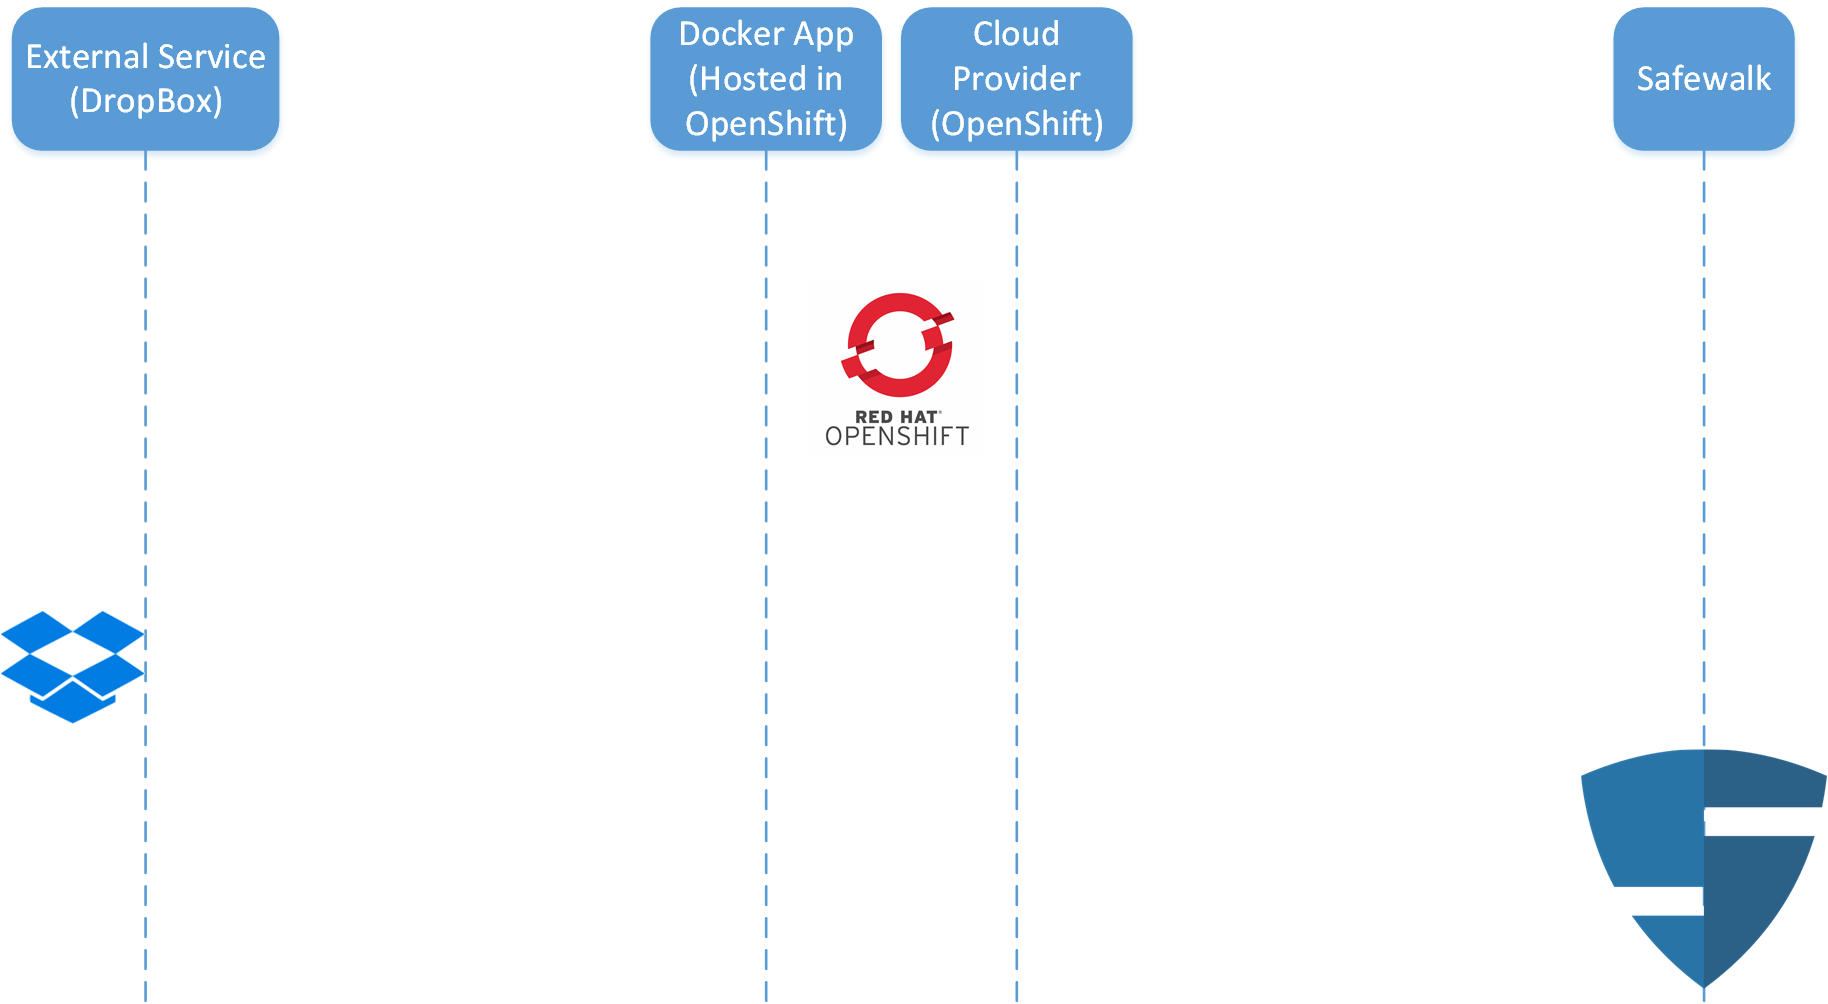 External Service
(DropBox)
Docker App
(Hosted in
OpenShift)
Cloud
Provider
(OpenShift)
Safewalk
RED HAT®
OPENSHIFT